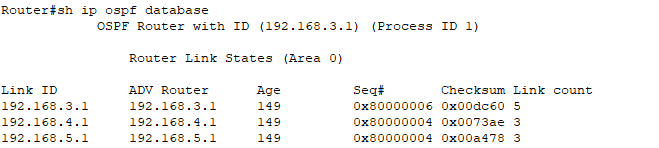 Router#sh ip ospf database
OSPF Router with ID (192.168.3.1) (Process ID 1)
Router Link States (Area 0)
Link ID ADV Router Age Seq# Checksum Link count
192.168.3.1 192.168.3.1 149 0x80000006 0x00dc60 5
192.168.4.1 192.168.4.1 149 0x80000004 0x0073ae 3
192.168.5.1 192.168.5.1 149 0x80000004 0x00a478 3